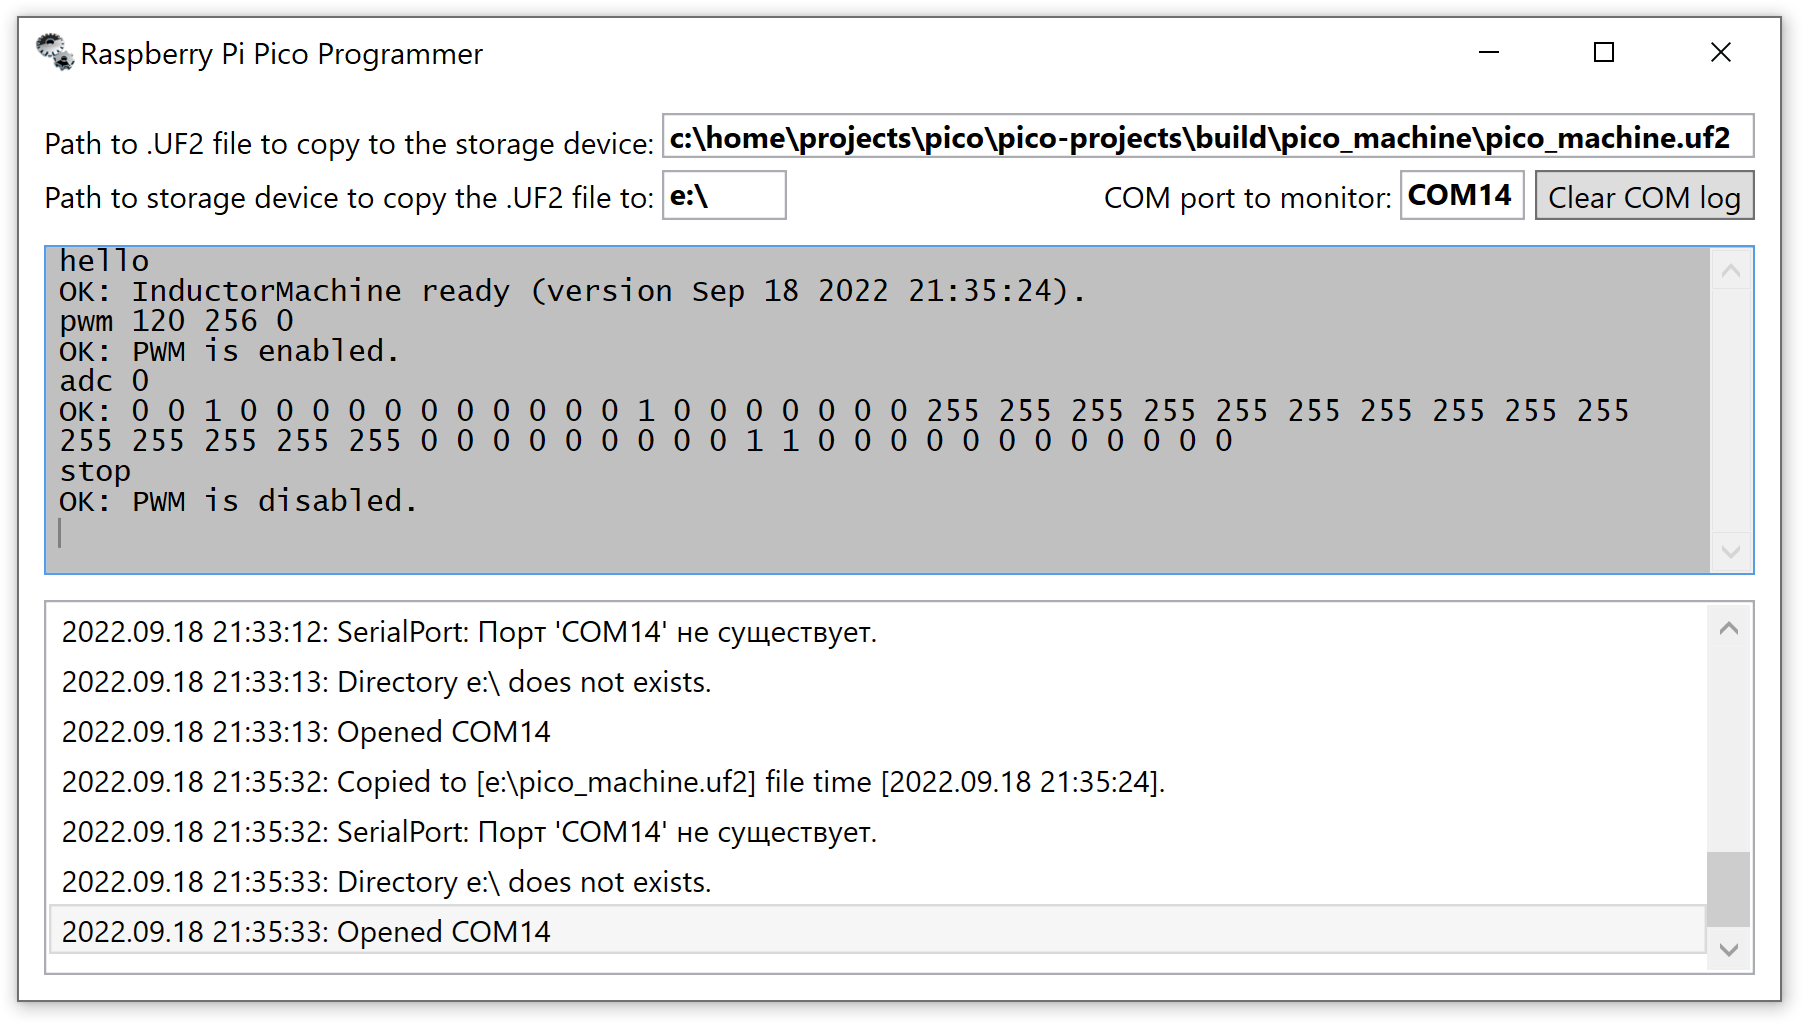 Raspberry Pi Pico Programmer
Path to .UF2 file to copy to the storage device: c:\home\projects\pico\pico-projects\build\pico_machine\pico_machine.uf2
Path to storage device to copy the .UF2 file to: e:\ COM port to monitor: COM14 Clear COM log
hello
OK: InductorMachine ready (version Sep 18 2022 21:35:24).
pwm 120 256 0
OK: PWM is enabled.
adc 0
OK: 0 0 1 0 0 0 0 0 0 0 0 0 0 0 1 0 0 0 0 0 0 0 255 255 255 255 255 255 255 255 255 255
255 255 255 255 255 0 0 0 0 0 0 0 0 0 1 1 0 0 0 0 0 0 0 0 0 0 0 0
stop
OK: PWM is disabled.
2022.09.18 21:33:12: SerialPort: Порт 'COM14' не существует.
2022.09.18 21:33:13: Directory e:\ does not exists.
2022.09.18 21:33:13: Opened COM14
2022.09.18 21:35:32: Copied to [e:\pico_machine.uf2] file time [2022.09.18 21:35:24].
2022.09.18 21:35:32: SerialPort: Порт 'COM14' не существует.
2022.09.18 21:35:33: Directory e:\ does not exists.
2022.09.18 21:35:33: Opened COM14